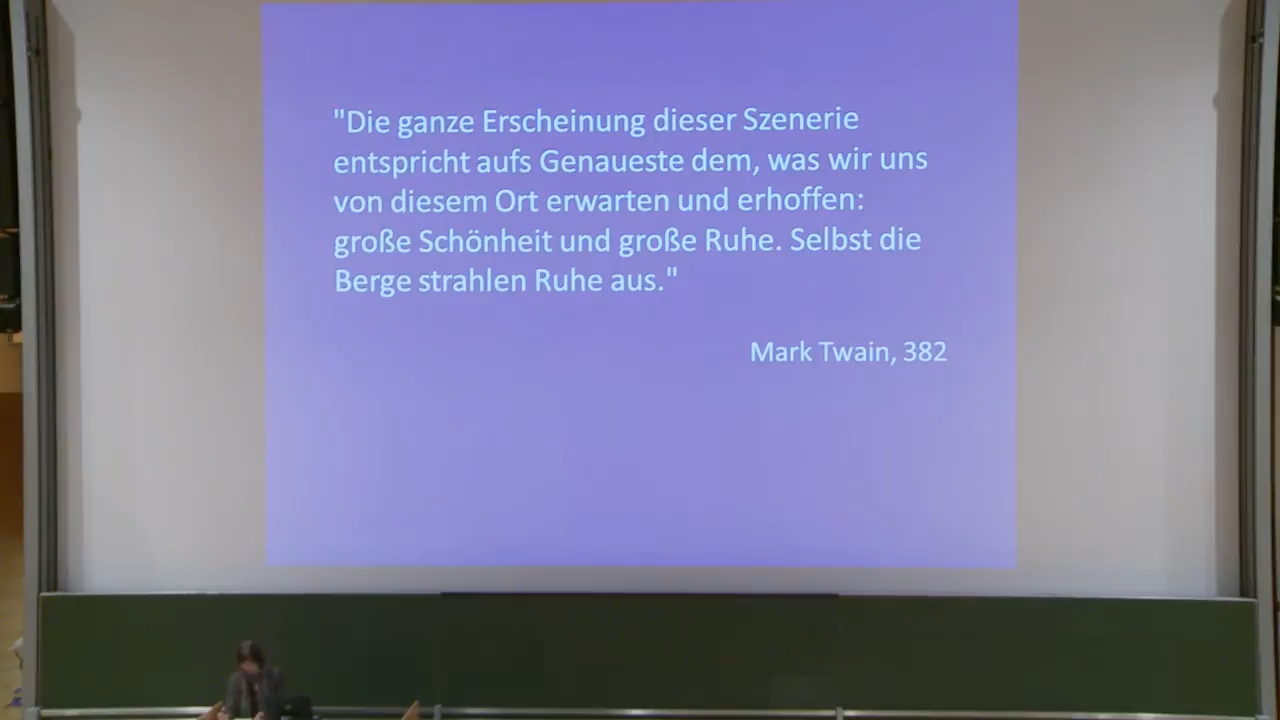 "Die ganze Erscheinung dieser Szenerie
entspricht aufs Genaueste dem, was wir uns
von diesem Ort erwarten und erhoffen:
große Schönheit und große Ruhe. Selbst die
Berge strahlen Ruhe aus."
Mark Twain, 382